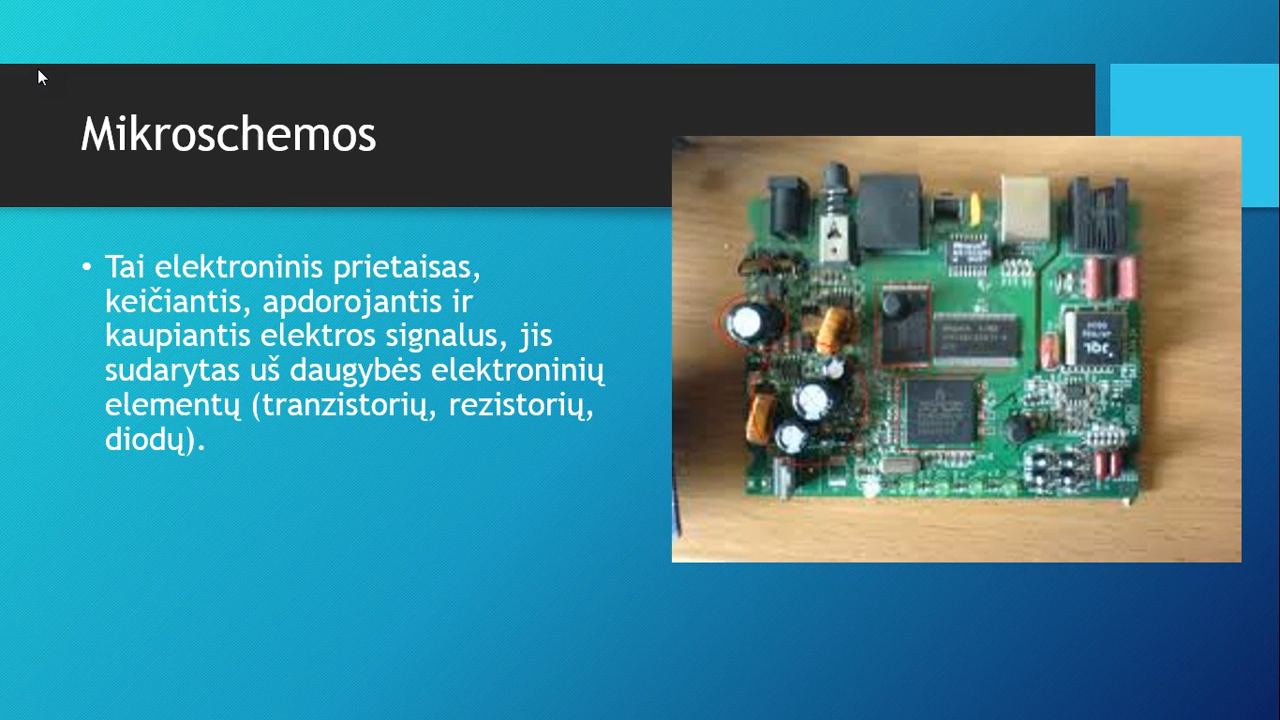 Mikroschemos
• Tai elektroninis prietaisas,
keičiantis, apdorojantis ir
kaupiantis elektros signalus, jis
sudarytas uš daugybės elektroninių
elementų (tranzistorių, rezistorių,
diodų).